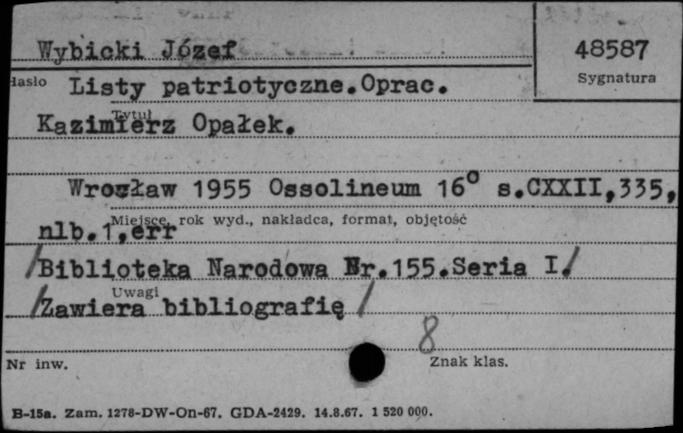 Wybicki Józef
48587
Hasło
Sygnatura
Listy patriotyczne.Oprac.
Tytuł
Kazimierz Opałek.
Wrocław 1955 Ossolineum 16° s.CXXII,335,
Miejsce, rok wyd., nakładca, format, objętość
nlb.1,err
/Biblioteka Narodowa Nr.155.Seria I./
Uwagi
/Zawiera bibliografię/
8
Nr inw.
Znak klas.
B-15a. Zam. 1278-DW-On-67. GDA-2429. 14.8.67. 1 520 000.